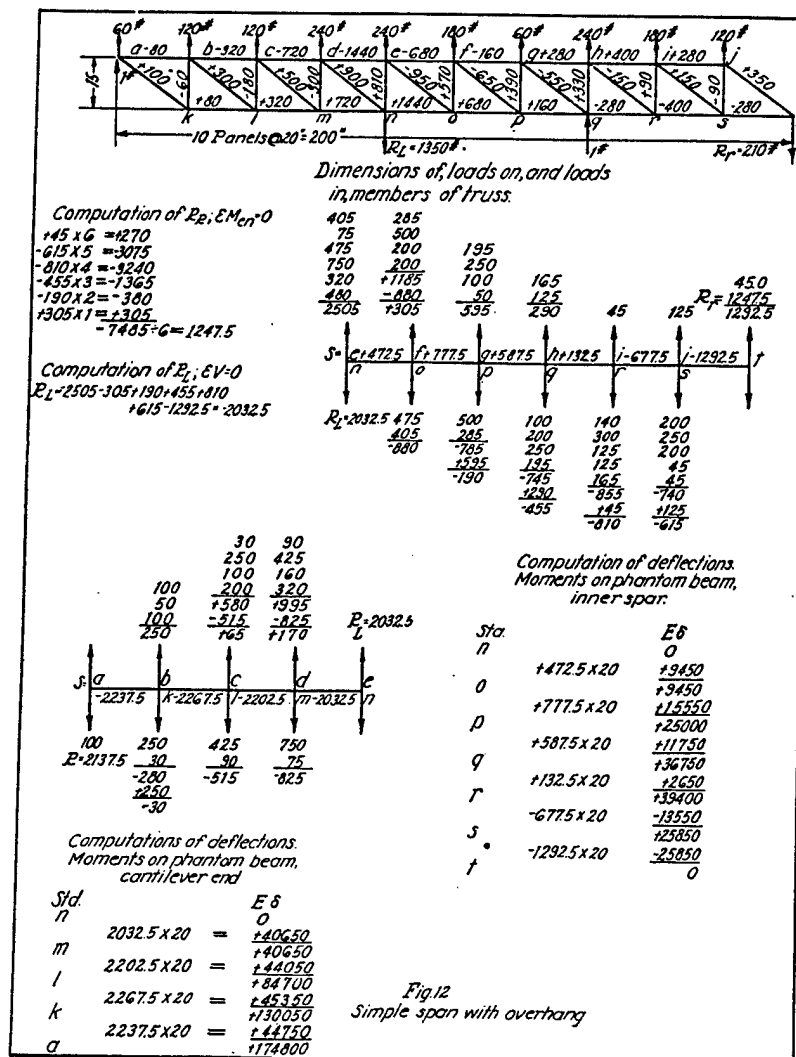 60# 120# 120# 240# 240# 180# 60# 240# 180# 120#
a-80 b-320 c-720 d-1440 e-680 f-160 g+280 h+400 i+280 j
-15- 1# +100 -60 +300 -180 +500 -300 +900 +810 -950 +570 -650 +390 -550 +330 -150 +90 +150 -90 +350
+80 +320 +720 +1440 +680 +160 -280 -400 -280
k l m n o p q r s
10 Panels@20"=200" RL=1350# 1# Rr=210#
Dimensions of, loads on, and loads
in, members of truss.
Computation of RR; ΣMen=0
+45 x 6 =+270
-615 x 5 =-3075
-810 x 4 =-3240
-455 x 3 =-1365
-190 x 2 =-380
+305 x 1 =+305
-7485÷6=1247.5
Computation of RL; ΣV=0
RL=2505-305+190+455+810
+615-1292.5=-2032.5
405 285
75 500
475 200 195
750 200 250
320 +1185 100 165 45.0
480 -880 50 125 Rr= 1247.5
2505 +305 595 290 45 125 1292.5
S= e+472.5 f+777.5 g+587.5 h+132.5 i-677.5 j-1292.5 t
n o p q r s
RL=2032.5 475 500 100 140 200
405 285 200 300 250
-880 -785 250 125 200
+595 195 125 45
-190 -745 165 45
+290 -855 -740
-455 +45 +125
-810 -615
30 90
250 425
100 100 160
50 200 320
100 +580 +995
250 -515 -825
+65 +170
RL=2032.5
S= a b c d e
-2237.5 k-2267.5 l-2202.5 m-2032.5 n
100 250 425 750
R=2137.5 30 90 75
-280 -515 -825
+250
-30
Computation of deflections.
Moments on phantom beam,
inner spar.
Sta. Eδ
n 0
+472.5 x 20 +9450
o +9450
+777.5 x 20 +15550
p +25000
+587.5 x 20 +11750
q +36750
+132.5 x 20 +2650
r +39400
-677.5 x 20 -13550
s +25850
-1292.5 x 20 -25850
t 0
Computations of deflections.
Moments on phantom beam,
cantilever end
Std. Eδ
n 0
2032.5 x 20 = +40650
m +40650
2202.5 x 20 = +44050
l +84700
2267.5 x 20 = +45350
k +130050
2237.5 x 20 = +44750
a +174800
Fig.12
Simple span with overhang